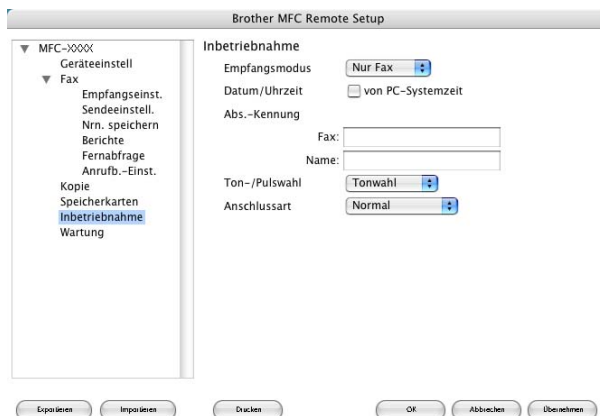 Brother MFC Remote Setup
MFC-XXXX
Geräteeinstell
Fax
Empfangseinst.
Sendeeinstell.
Nrn. speichern
Berichte
Fernabfrage
Anrufb.-Einst.
Kopie
Speicherkarten
Inbetriebnahme
Wartung
Inbetriebnahme
Empfangsmodus Nur Fax
Datum/Uhrzeit von PC-Systemzeit
Abs.-Kennung
Fax:
Name:
Ton-/Pulswahl Tonwahl
Anschlussart Normal
Exportieren Importieren Drucken OK Abbrechen Übernehmen